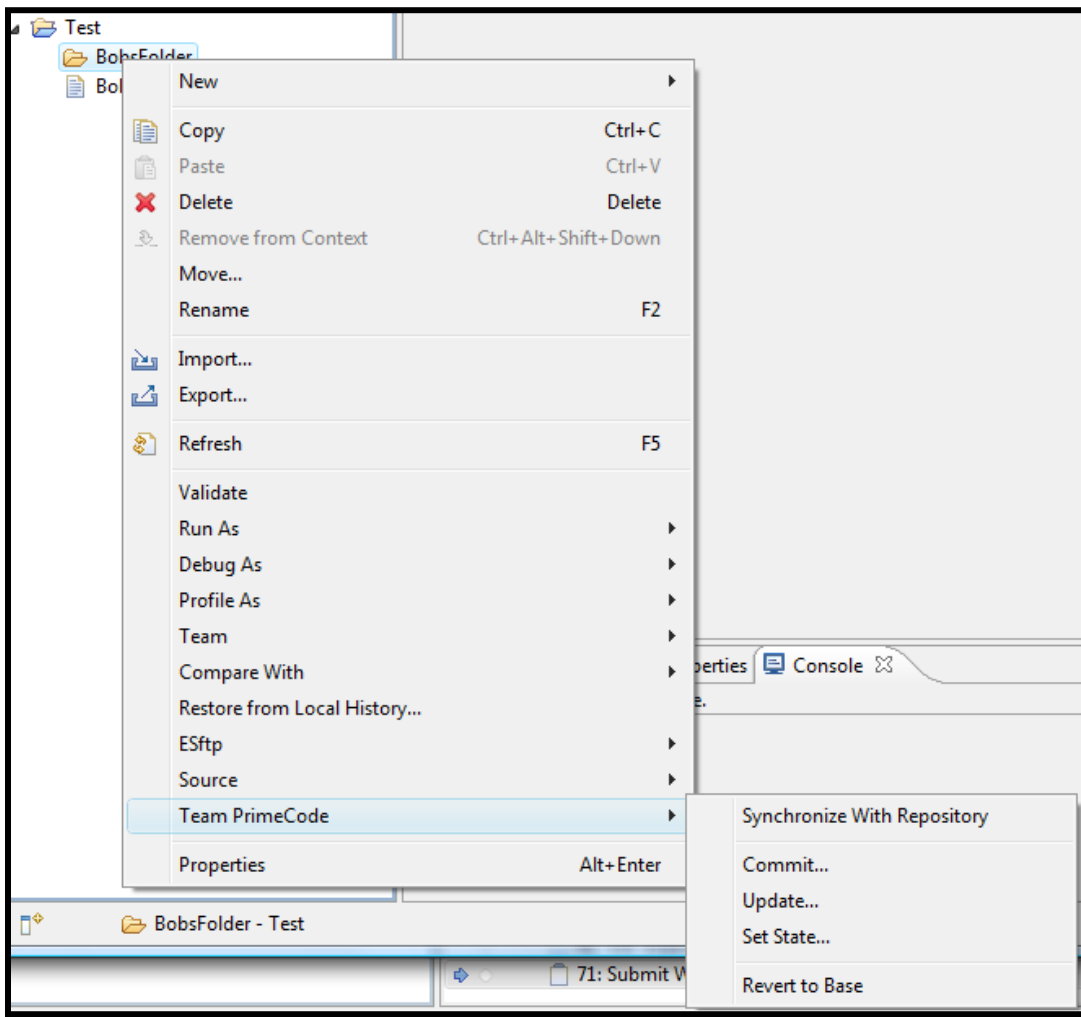 Test
BobsFolder
Bol
New
Copy Ctrl+C
Paste Ctrl+V
Delete Delete
Remove from Context Ctrl+Alt+Shift+Down
Move...
Rename F2
Import...
Export...
Refresh F5
Validate
Run As
Debug As
Profile As
Team
Compare With
perties Console
Restore from Local History...
e.
ESftp
Source
Team PrimeCode
Synchronize With Repository
Properties Alt+Enter
Commit...
Update...
BobsFolder - Test
Set State...
71: Submit W
Revert to Base